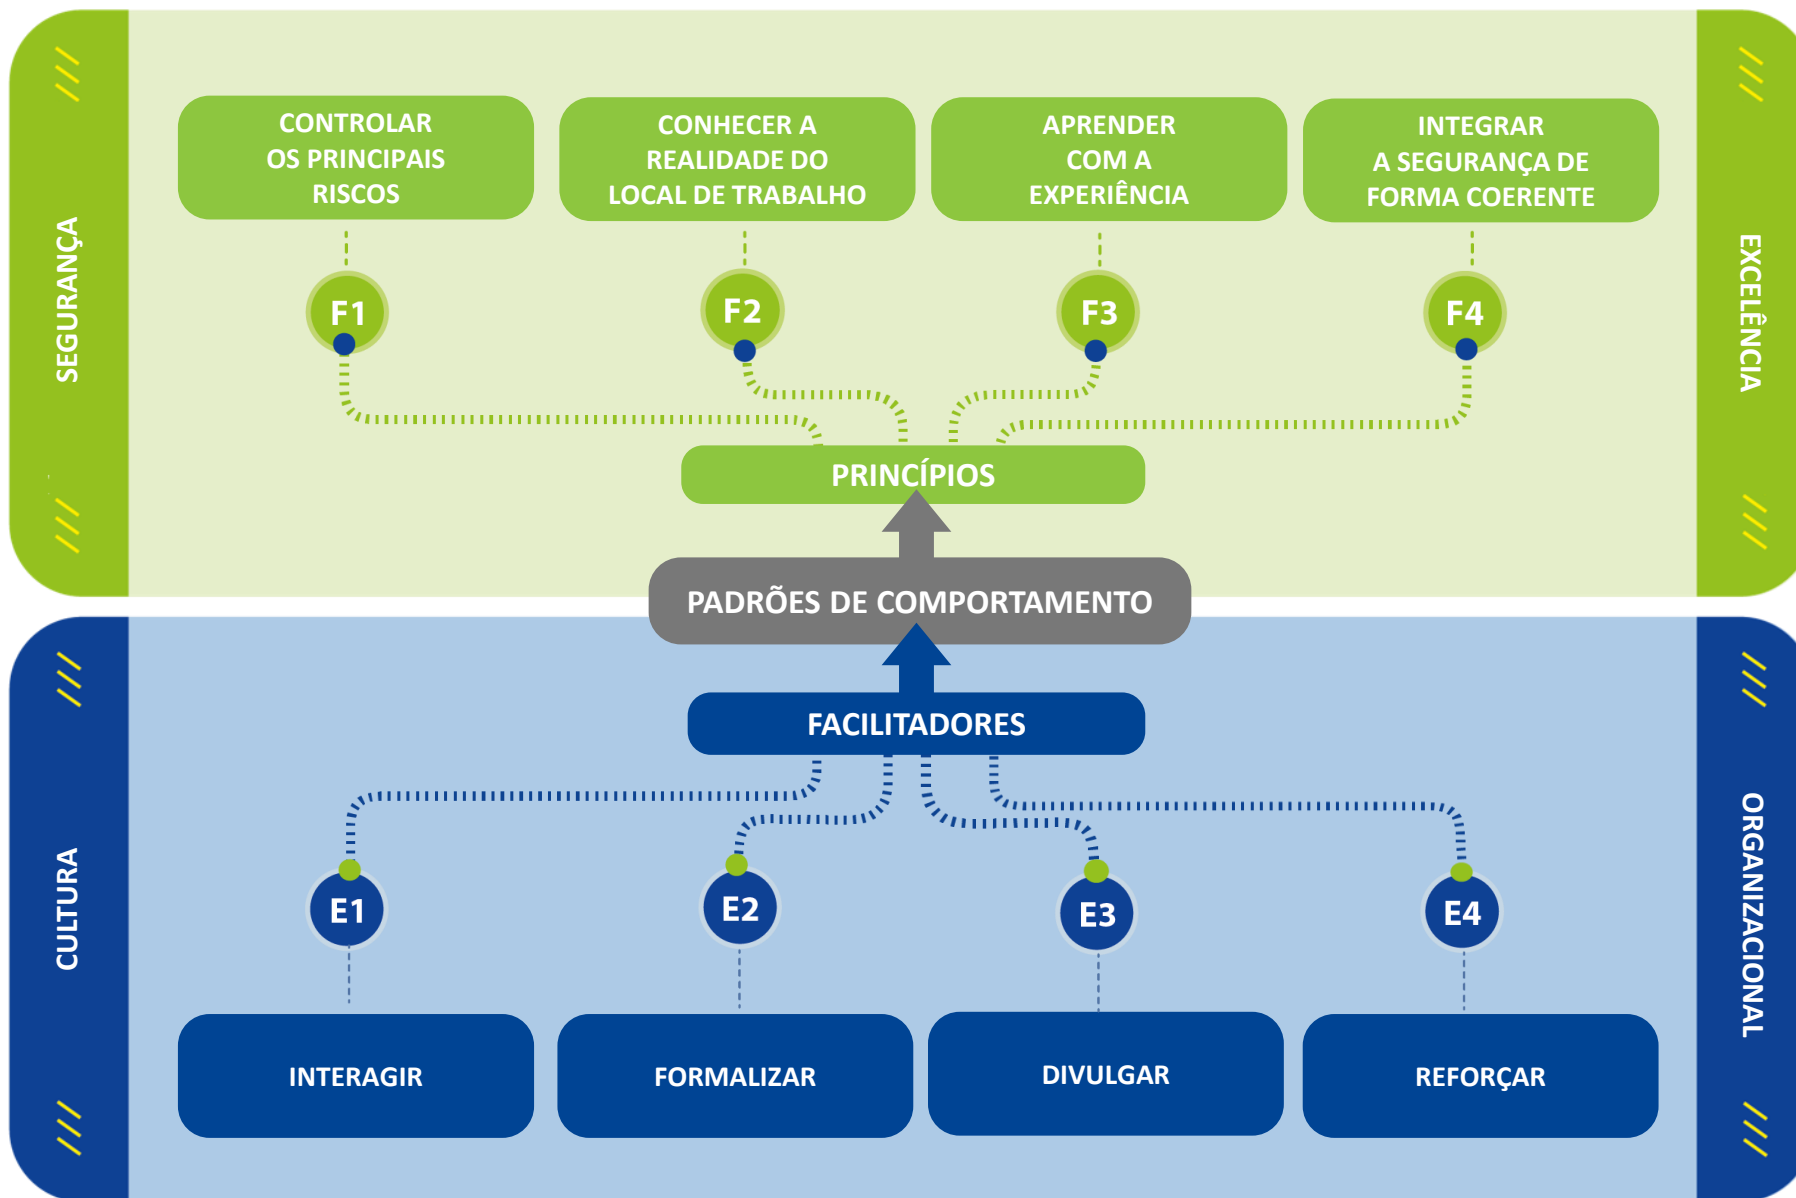 SEGURANÇA
CONTROLAR
OS PRINCIPAIS
RISCOS
CONHECER A
REALIDADE DO
LOCAL DE TRABALHO
APRENDER
COM A
EXPERIÊNCIA
INTEGRAR
A SEGURANÇA DE
FORMA COERENTE
EXCELÊNCIA
F1
F2
F3
F4
PRINCÍPIOS
PADRÕES DE COMPORTAMENTO
FACILITADORES
CULTURA
E1
E2
E3
E4
ORGANIZACIONAL
INTERAGIR
FORMALIZAR
DIVULGAR
REFORÇAR